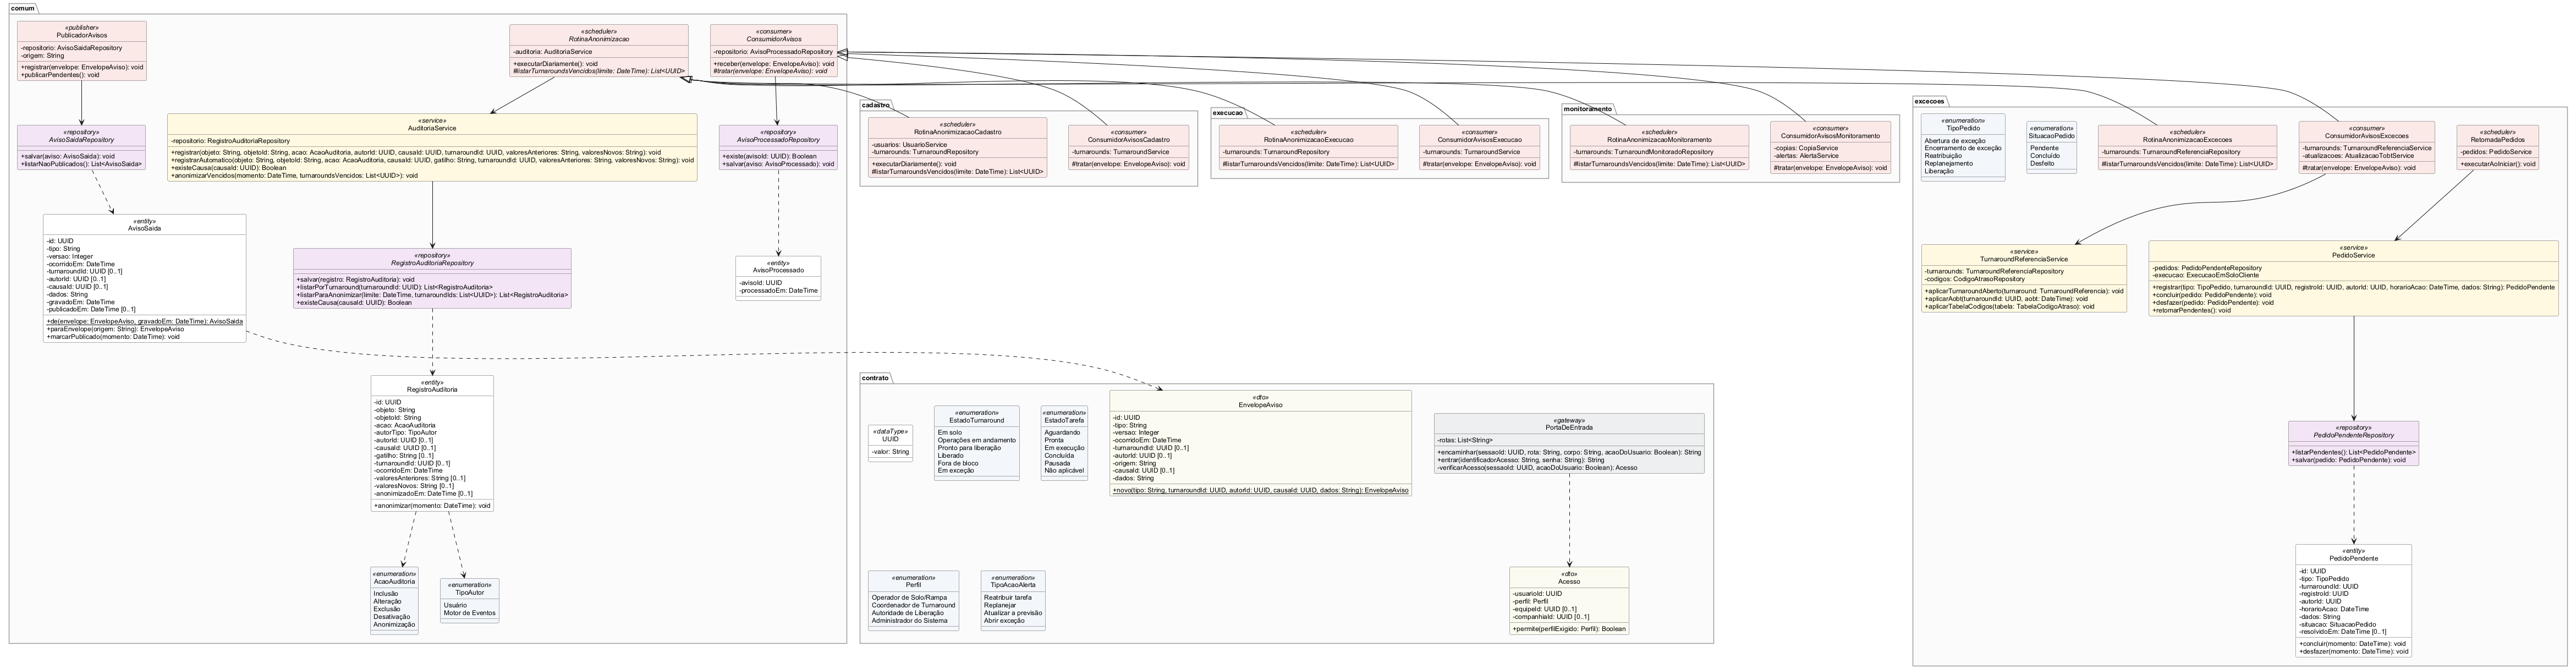 comum
«publisher»
PublicadorAvisos
-repositorio: AvisoSaidaRepository
-origem: String
+registrar(envelope: EnvelopeAviso): void
+publicarPendentes(): void
«scheduler»
RotinaAnonimizacao
-auditoria: AuditoriaService
+executarDiariamente(): void
#listarTurnaroundsVencidos(limite: DateTime): List<UUID>
«consumer»
ConsumidorAvisos
-repositorio: AvisoProcessadoRepository
+receber(envelope: EnvelopeAviso): void
#tratar(envelope: EnvelopeAviso): void
«repository»
AvisoSaidaRepository
+salvar(aviso: AvisoSaida): void
+listarNaoPublicados(): List<AvisoSaida>
«service»
AuditoriaService
-repositorio: RegistroAuditoriaRepository
+registrar(objeto: String, objetoId: String, acao: AcaoAuditoria, autorId: UUID, causaId: UUID, turnaroundId: UUID, valoresAnteriores: String, valoresNovos: String): void
+registrarAutomatico(objeto: String, objetoId: String, acao: AcaoAuditoria, causaId: UUID, gatilho: String, turnaroundId: UUID, valoresAnteriores: String, valoresNovos: String): void
+existeCausa(causaId: UUID): Boolean
+anonimizarVencidos(momento: DateTime, turnaroundsVencidos: List<UUID>): void
«repository»
AvisoProcessadoRepository
+existe(avisoId: UUID): Boolean
+salvar(aviso: AvisoProcessado): void
«entity»
AvisoSaida
-id: UUID
-tipo: String
-versao: Integer
-ocorridoEm: DateTime
-turnaroundId: UUID [0..1]
-autorId: UUID [0..1]
-causaId: UUID [0..1]
-dados: String
-gravadoEm: DateTime
-publicadoEm: DateTime [0..1]
+de(envelope: EnvelopeAviso, gravadoEm: DateTime): AvisoSaida
+paraEnvelope(origem: String): EnvelopeAviso
+marcarPublicado(momento: DateTime): void
«repository»
RegistroAuditoriaRepository
+salvar(registro: RegistroAuditoria): void
+listarPorTurnaround(turnaroundId: UUID): List<RegistroAuditoria>
+listarParaAnonimizar(limite: DateTime, turnaroundIds: List<UUID>): List<RegistroAuditoria>
+existeCausa(causaId: UUID): Boolean
«entity»
AvisoProcessado
-avisoId: UUID
-processadoEm: DateTime
«entity»
RegistroAuditoria
-id: UUID
-objeto: String
-objetoId: String
-acao: AcaoAuditoria
-autorTipo: TipoAutor
-autorId: UUID [0..1]
-causaId: UUID [0..1]
-gatilho: String [0..1]
-turnaroundId: UUID [0..1]
-ocorridoEm: DateTime
-valoresAnteriores: String [0..1]
-valoresNovos: String [0..1]
-anonimizadoEm: DateTime [0..1]
+anonimizar(momento: DateTime): void
«enumeration»
AcaoAuditoria
Inclusão
Alteração
Exclusão
Desativação
Anonimização
«enumeration»
TipoAutor
Usuário
Motor de Eventos
cadastro
«scheduler»
RotinaAnonimizacaoCadastro
-usuarios: UsuarioService
-turnarounds: TurnaroundRepository
+executarDiariamente(): void
#listarTurnaroundsVencidos(limite: DateTime): List<UUID>
«consumer»
ConsumidorAvisosCadastro
-turnarounds: TurnaroundService
#tratar(envelope: EnvelopeAviso): void
execucao
«scheduler»
RotinaAnonimizacaoExecucao
-turnarounds: TurnaroundRepository
#listarTurnaroundsVencidos(limite: DateTime): List<UUID>
«consumer»
ConsumidorAvisosExecucao
-turnarounds: TurnaroundService
#tratar(envelope: EnvelopeAviso): void
monitoramento
«scheduler»
RotinaAnonimizacaoMonitoramento
-turnarounds: TurnaroundMonitoradoRepository
#listarTurnaroundsVencidos(limite: DateTime): List<UUID>
«consumer»
ConsumidorAvisosMonitoramento
-copias: CopiaService
-alertas: AlertaService
#tratar(envelope: EnvelopeAviso): void
excecoes
«enumeration»
TipoPedido
Abertura de exceção
Encerramento de exceção
Reatribuição
Replanejamento
Liberação
«enumeration»
SituacaoPedido
Pendente
Concluído
Desfeito
«scheduler»
RotinaAnonimizacaoExcecoes
-turnarounds: TurnaroundReferenciaRepository
#listarTurnaroundsVencidos(limite: DateTime): List<UUID>
«consumer»
ConsumidorAvisosExcecoes
-turnarounds: TurnaroundReferenciaService
-atualizacoes: AtualizacaoTobtService
#tratar(envelope: EnvelopeAviso): void
«scheduler»
RetomadaPedidos
-pedidos: PedidoService
+executarAoIniciar(): void
«service»
TurnaroundReferenciaService
-turnarounds: TurnaroundReferenciaRepository
-codigos: CodigoAtrasoRepository
+aplicarTurnaroundAberto(turnaround: TurnaroundReferencia): void
+aplicarAobt(turnaroundId: UUID, aobt: DateTime): void
+aplicarTabelaCodigos(tabela: TabelaCodigoAtraso): void
«service»
PedidoService
-pedidos: PedidoPendenteRepository
-execucao: ExecucaoEmSoloCliente
+registrar(tipo: TipoPedido, turnaroundId: UUID, registroId: UUID, autorId: UUID, horarioAcao: DateTime, dados: String): PedidoPendente
+concluir(pedido: PedidoPendente): void
+desfazer(pedido: PedidoPendente): void
+retomarPendentes(): void
«repository»
PedidoPendenteRepository
+listarPendentes(): List<PedidoPendente>
+salvar(pedido: PedidoPendente): void
«entity»
PedidoPendente
-id: UUID
-tipo: TipoPedido
-turnaroundId: UUID
-registroId: UUID
-autorId: UUID
-horarioAcao: DateTime
-dados: String
-situacao: SituacaoPedido
-resolvidoEm: DateTime [0..1]
+concluir(momento: DateTime): void
+desfazer(momento: DateTime): void
contrato
«dataType»
UUID
-valor: String
«enumeration»
EstadoTurnaround
Em solo
Operações em andamento
Pronto para liberação
Liberado
Fora de bloco
Em exceção
«enumeration»
EstadoTarefa
Aguardando
Pronta
Em execução
Concluída
Pausada
Não aplicável
«dto»
EnvelopeAviso
-id: UUID
-tipo: String
-versao: Integer
-ocorridoEm: DateTime
-turnaroundId: UUID [0..1]
-autorId: UUID [0..1]
-origem: String
-causaId: UUID [0..1]
-dados: String
+novo(tipo: String, turnaroundId: UUID, autorId: UUID, causaId: UUID, dados: String): EnvelopeAviso
«gateway»
PortaDeEntrada
-rotas: List<String>
+encaminhar(sessaoId: UUID, rota: String, corpo: String, acaoDoUsuario: Boolean): String
+entrar(identificadorAcesso: String, senha: String): String
-verificarAcesso(sessaoId: UUID, acaoDoUsuario: Boolean): Acesso
«enumeration»
Perfil
Operador de Solo/Rampa
Coordenador de Turnaround
Autoridade de Liberação
Administrador do Sistema
«enumeration»
TipoAcaoAlerta
Reatribuir tarefa
Replanejar
Atualizar a previsão
Abrir exceção
«dto»
Acesso
-usuarioId: UUID
-perfil: Perfil
-equipeId: UUID [0..1]
-companhiaId: UUID [0..1]
+permite(perfilExigido: Perfil): Boolean